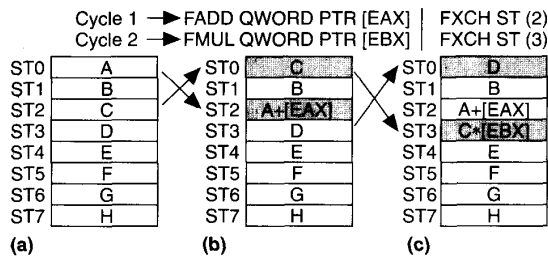 Cycle 1 FADD QWORD PTR [EAX] FXCH ST (2)
Cycle 2 FMUL QWORD PTR [EBX] FXCH ST (3)
ST0 A ST0 C ST0 D
ST1 B ST1 B ST1 B
ST2 C ST2 A+[EAX] ST2 A+[EAX]
ST3 D ST3 D ST3 C*[EBX]
ST4 E ST4 E ST4 E
ST5 F ST5 F ST5 F
ST6 G ST6 G ST6 G
ST7 H ST7 H ST7 H
(a) (b) (c)